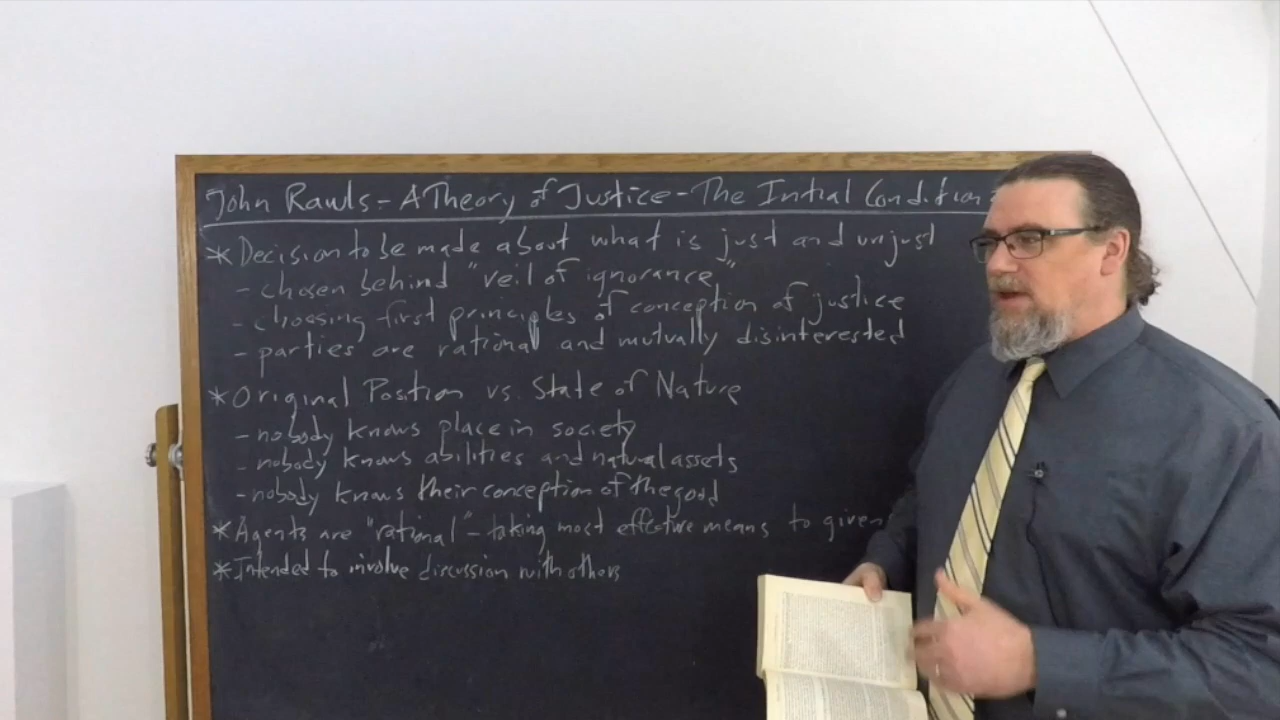 John Rawls - A Theory of Justice - The Initial Condition
* Decision to be made about what is just and unjust
- chosen behind "veil of ignorance"
- choosing first principles of conception of justice
- parties are rational and mutually disinterested
* Original Position vs. State of Nature
- nobody knows place in society
- nobody knows abilities and natural assets
- nobody knows their conception of the good
* Agents are "rational" - taking most effective means to given
* Intended to involve discussion with others